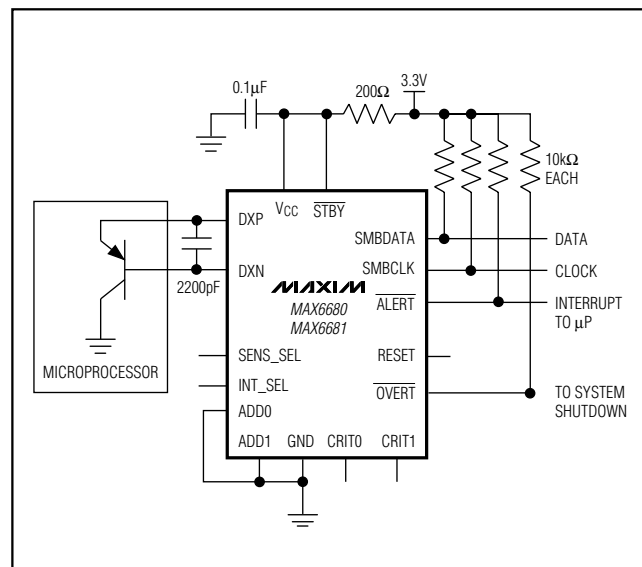 3.3V
0.1µF
200Ω
10kΩ
EACH
VCC
STBY
DXP
DXN
2200pF
MICROPROCESSOR
MAXIM
MAX6680
MAX6681
SMBDATA
SMBCLK
ALERT
RESET
OVERT
DATA
CLOCK
INTERRUPT
TO µP
TO SYSTEM
SHUTDOWN
SENS_SEL
INT_SEL
ADD0
ADD1
GND
CRIT0
CRIT1